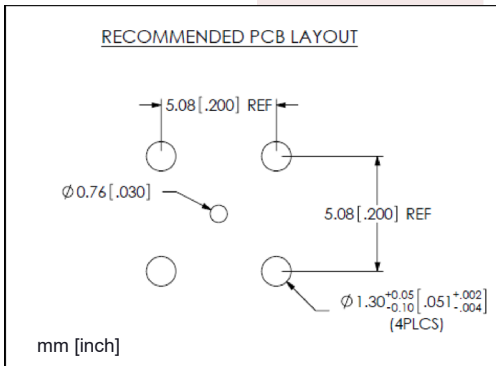 RECOMMENDED PCB LAYOUT
5.08[.200] REF
Ø0.76[.030]
5.08[.200] REF
Ø1.30+0.05 -0.10[.051+.002 -.004]
(4PLCS)
mm [inch]